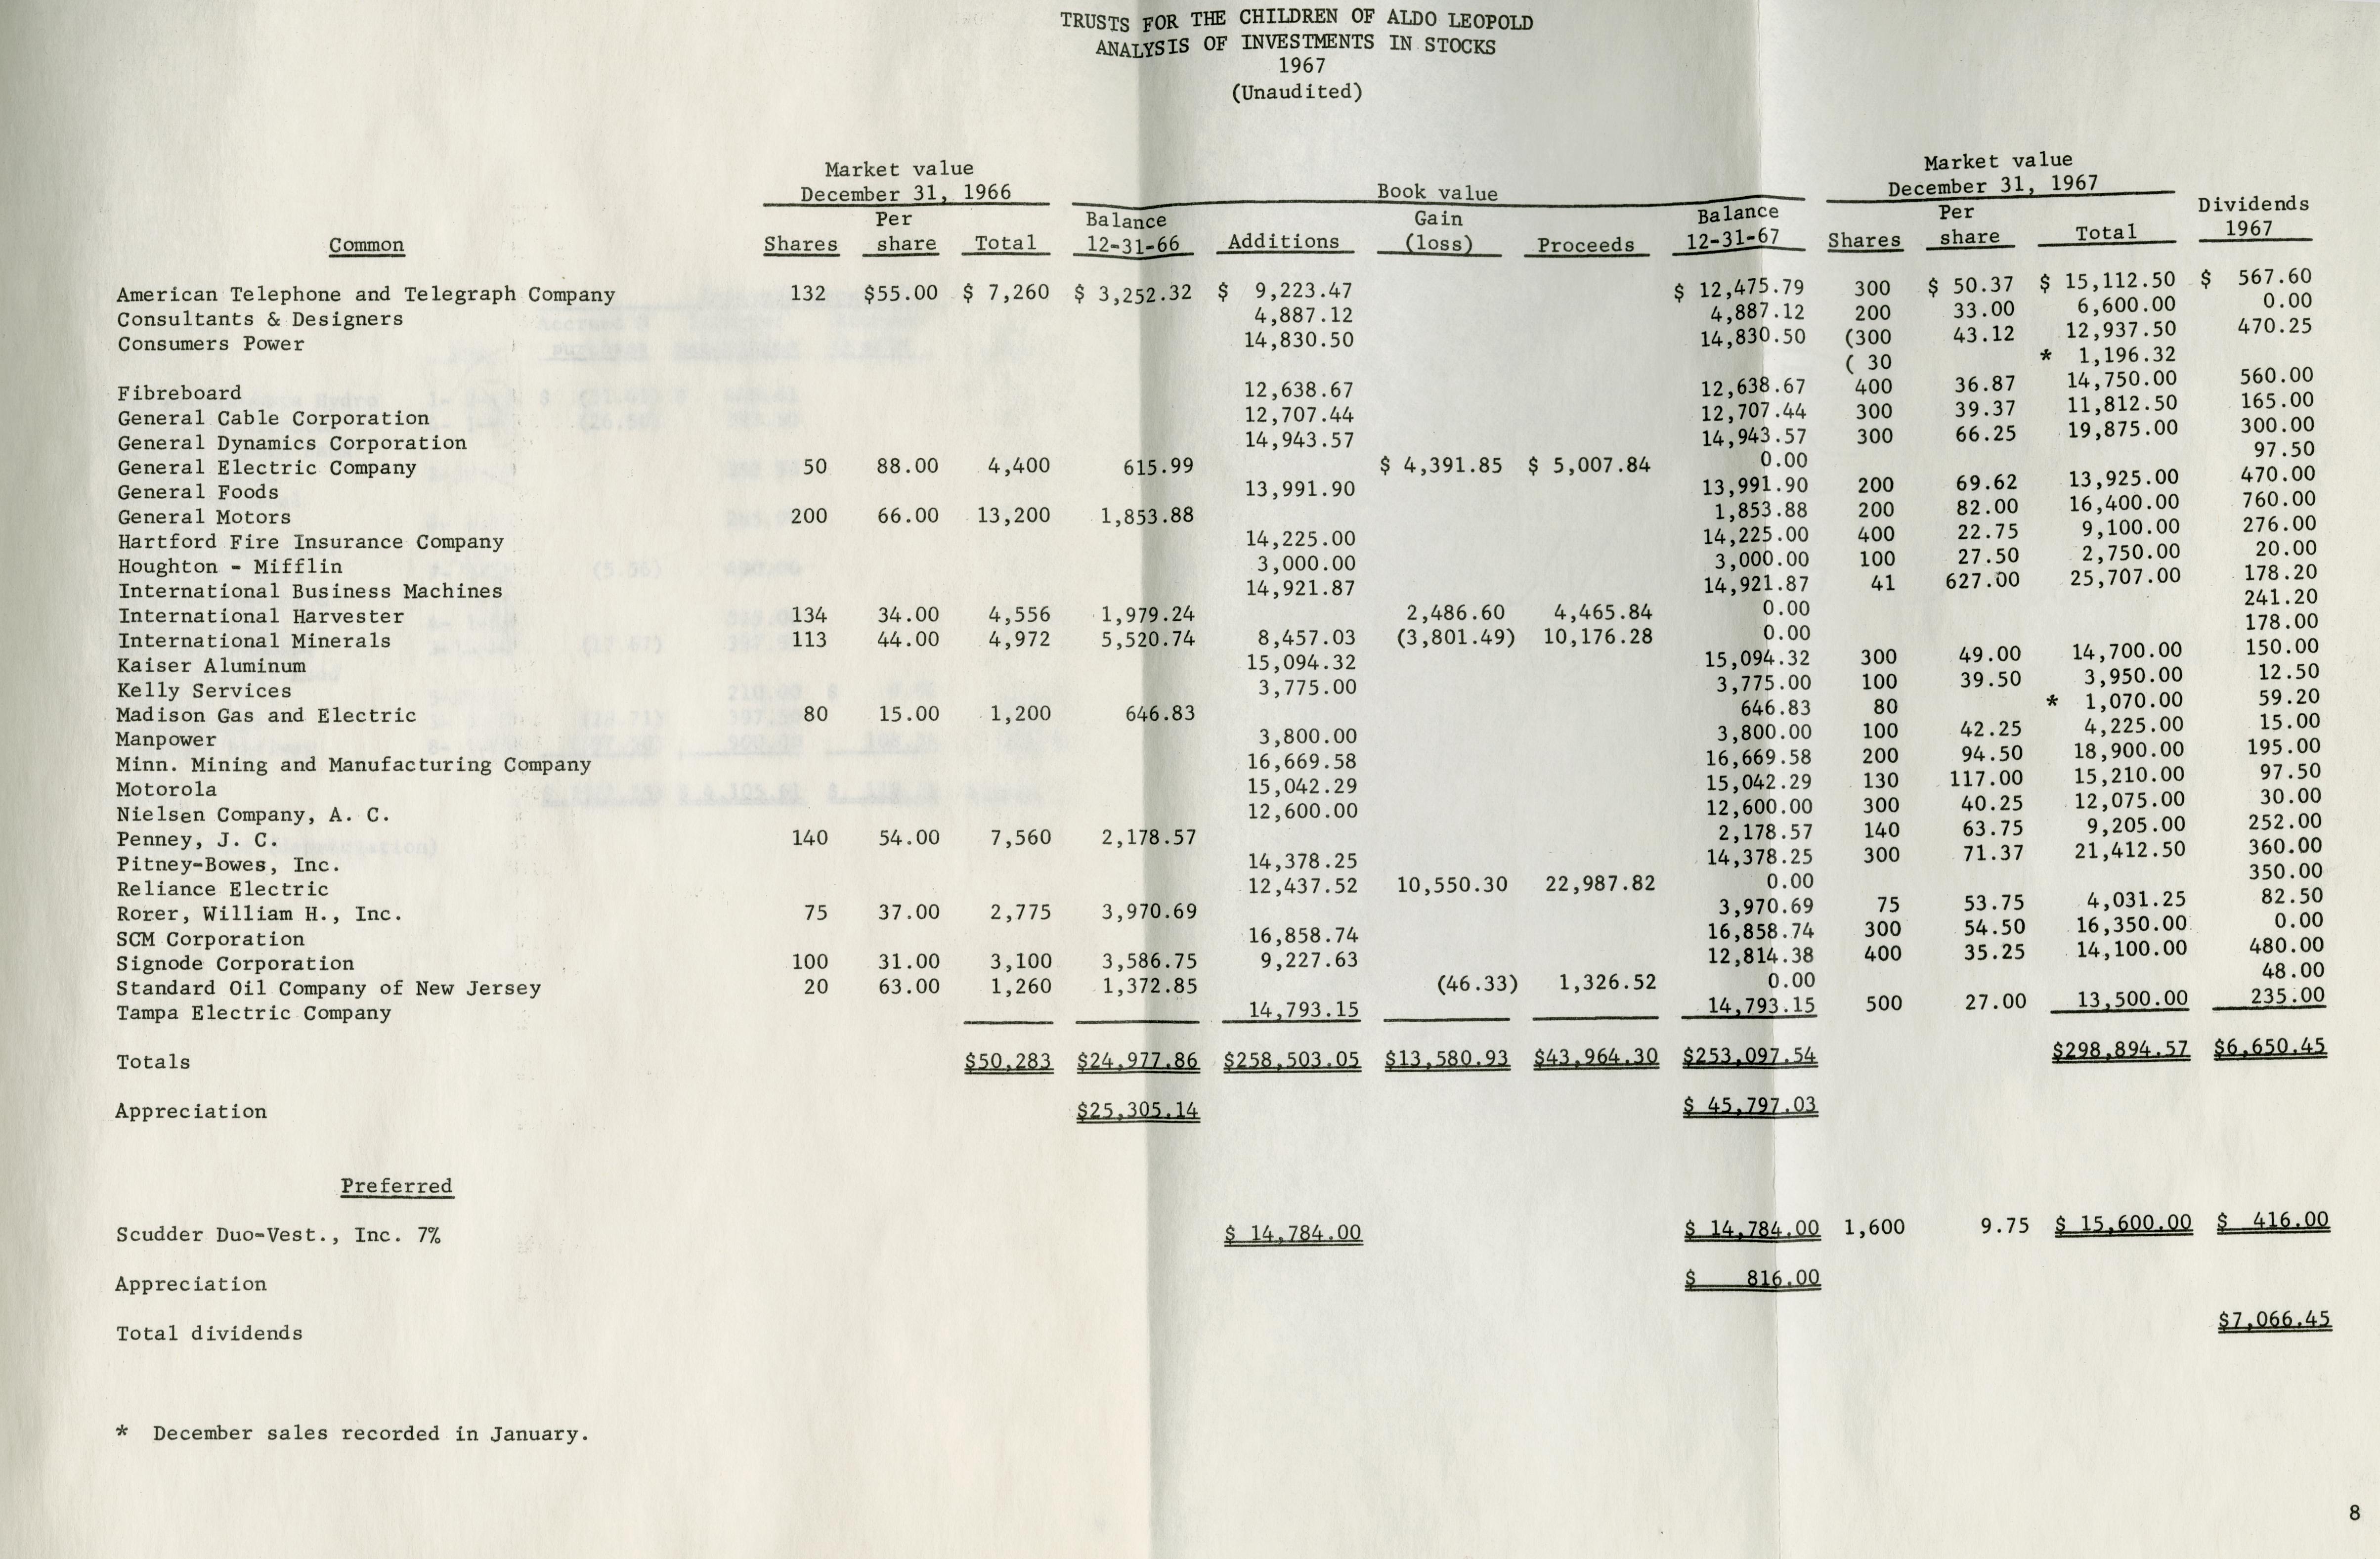 TRUSTS FOR THE CHILDREN OF ALDO LEOPOLD
ANALYSIS OF INVESTMENTS IN STOCKS
1967
(Unaudited)
Market value Market value
December 31, 1966 Book value December 31, 1967
Per Balance Gain Balance Per Dividends
Common Shares share Total 12-31-66 Additions (loss) Proceeds 12-31-67 Shares share Total 1967
American Telephone and Telegraph Company 132 $55.00 $ 7,260 $ 3,252.32 $ 9,223.47 $ 12,475.79 300 $ 50.37 $ 15,112.50 $ 567.60
Consultants & Designers 4,887.12 4,887.12 200 33.00 6,600.00 0.00
Consumers Power 14,830.50 14,830.50 (300 43.12 12,937.50 470.25
( 30 * 1,196.32
Fibreboard 12,638.67 12,638.67 400 36.87 14,750.00 560.00
General Cable Corporation 12,707.44 12,707.44 300 39.37 11,812.50 165.00
General Dynamics Corporation 14,943.57 14,943.57 300 66.25 19,875.00 300.00
General Electric Company 50 88.00 4,400 615.99 $ 4,391.85 $ 5,007.84 0.00 97.50
General Foods 13,991.90 13,991.90 200 69.62 13,925.00 470.00
General Motors 200 66.00 13,200 1,853.88 1,853.88 200 82.00 16,400.00 760.00
Hartford Fire Insurance Company 14,225.00 14,225.00 400 22.75 9,100.00 276.00
Houghton - Mifflin 3,000.00 3,000.00 100 27.50 2,750.00 20.00
International Business Machines 14,921.87 14,921.87 41 627.00 25,707.00 178.20
International Harvester 134 34.00 4,556 1,979.24 2,486.60 4,465.84 0.00 241.20
International Minerals 113 44.00 4,972 5,520.74 8,457.03 (3,801.49) 10,176.28 0.00 178.00
Kaiser Aluminum 15,094.32 15,094.32 300 49.00 14,700.00 150.00
Kelly Services 3,775.00 3,775.00 100 39.50 3,950.00 12.50
Madison Gas and Electric 80 15.00 1,200 646.83 646.83 80 * 1,070.00 59.20
Manpower 3,800.00 3,800.00 100 42.25 4,225.00 15.00
Minn. Mining and Manufacturing Company 16,669.58 16,669.58 200 94.50 18,900.00 195.00
Motorola 15,042.29 15,042.29 130 117.00 15,210.00 97.50
Nielsen Company, A. C. 12,600.00 12,600.00 300 40.25 12,075.00 30.00
Penney, J. C. 140 54.00 7,560 2,178.57 2,178.57 140 63.75 9,205.00 252.00
Pitney-Bowes, Inc. 14,378.25 14,378.25 300 71.37 21,412.50 360.00
Reliance Electric 12,437.52 10,550.30 22,987.82 0.00 350.00
Rorer, William H., Inc. 75 37.00 2,775 3,970.69 3,970.69 75 53.75 4,031.25 82.50
SCM Corporation 16,858.74 16,858.74 300 54.50 16,350.00 0.00
Signode Corporation 100 31.00 3,100 3,586.75 9,227.63 12,814.38 400 35.25 14,100.00 480.00
Standard Oil Company of New Jersey 20 63.00 1,260 1,372.85 (46.33) 1,326.52 0.00 48.00
Tampa Electric Company 14,793.15 14,793.15 500 27.00 13,500.00 235.00
Totals $50,283 $24,977.86 $258,503.05 $13,580.93 $43,964.30 $253,097.54 $298,894.57 $6,650.45
Appreciation $25,305.14 $ 45,797.03
Preferred
Scudder Duo-Vest., Inc. 7% $ 14,784.00 $ 14,784.00 1,600 9.75 $ 15,600.00 $ 416.00
Appreciation $ 816.00
Total dividends $7,066.45
* December sales recorded in January.
8